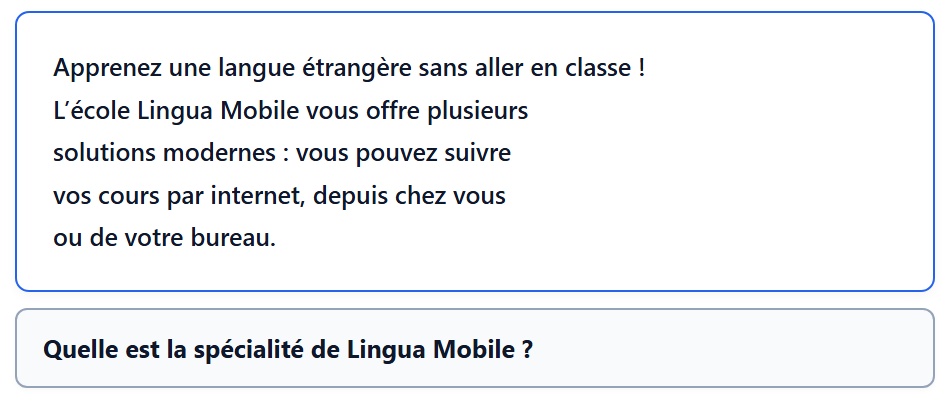 Apprenez une langue étrangère sans aller en classe !
L’école Lingua Mobile vous offre plusieurs
solutions modernes : vous pouvez suivre
vos cours par internet, depuis chez vous
ou de votre bureau.
Quelle est la spécialité de Lingua Mobile ?